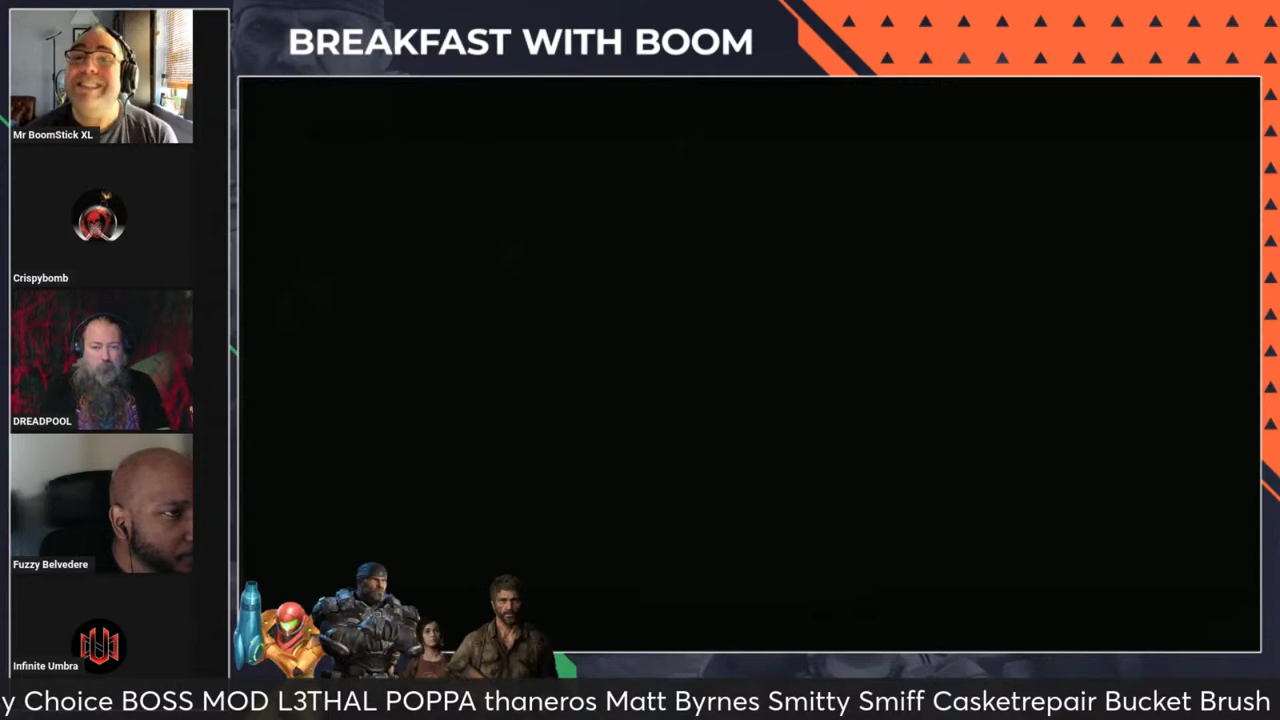 BREAKFAST WITH BOOM
Mr BoomStick XL
Crispybomb
DREADPOOL
Fuzzy Belvedere
Infinite Umbra
y Choice BOSS MOD L3THAL POPPA thaneros Matt Byrnes Smitty Smiff Casketrepair Bucket Brush